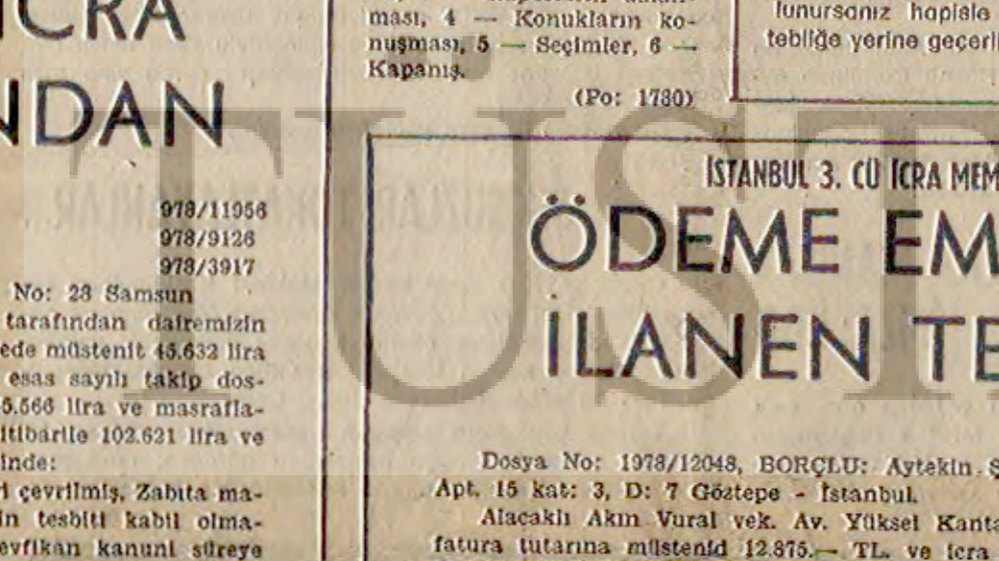 İCRA
NDAN
978/11956
978/9126
978/3917
No: 28 Samsun
tarafından dairemizin
ede müstenit 45.632 lira
esas sayılı takip dos-
5.566 lira ve masrafla-
itibarile 102.621 lira ve
inde:
çevrilmiş, Zabıta ma-
in tesbiti kabil olma-
evfikan kanuni süreye
ması, 4 — Konukların ko-
nuşması, 5 — Seçimler, 6 —
Kapanış.
(Po: 1780)
lunursanız hapisle
tebliğe yerine geçerli
İSTANBUL 3. CÜ İCRA MEM
ÖDEME EM
İLANEN TE
Dosya No: 1978/12048, BORÇLU: Aytekin S
Apt. 15 kat: 3, D: 7 Göztepe - İstanbul.
Alacaklı Akın Vural vek. Av. Yüksel Kanta
fatura tutarına müstenid 12.875.— TL. ve icra
TUST